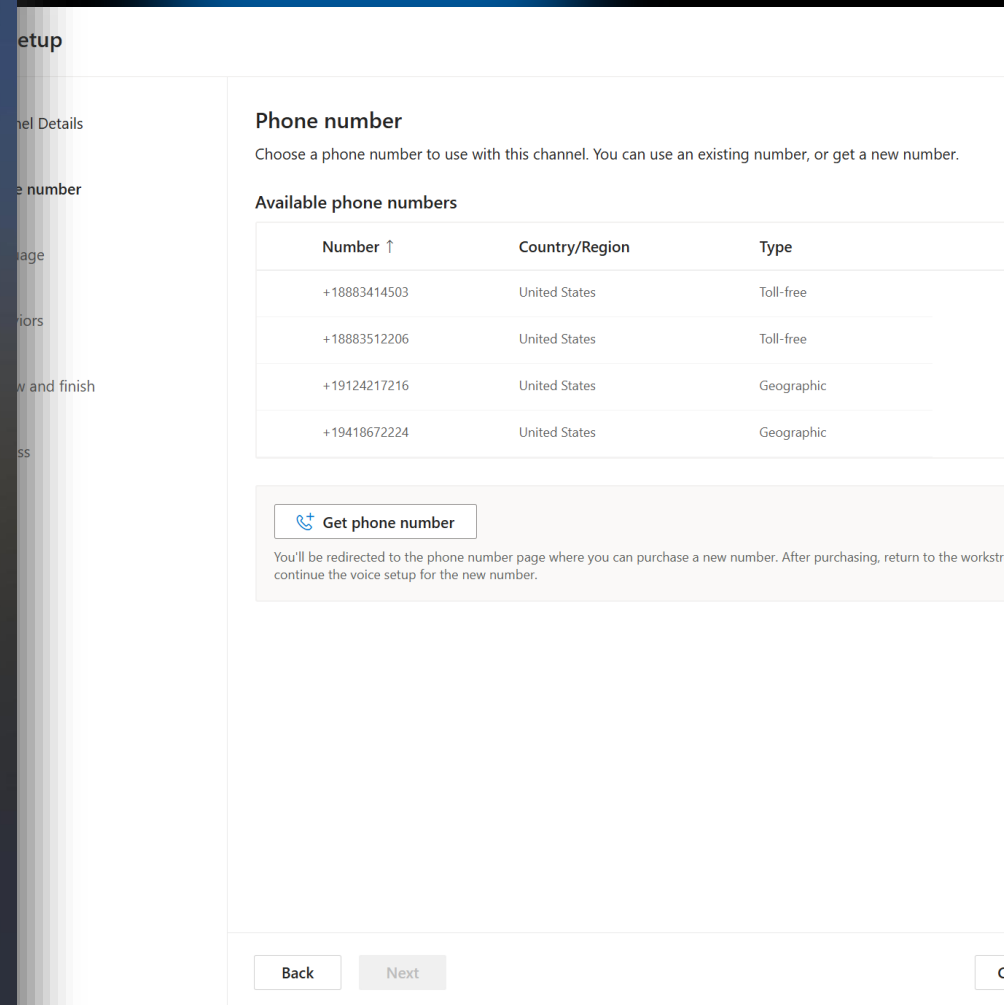 etup
nel Details
e number
uage
viors
w and finish
ss
Phone number
Choose a phone number to use with this channel. You can use an existing number, or get a new number.
Available phone numbers
Number ↑ Country/Region Type
+18883414503 United States Toll-free
+18883512206 United States Toll-free
+19124217216 United States Geographic
+19418672224 United States Geographic
Get phone number
You'll be redirected to the phone number page where you can purchase a new number. After purchasing, return to the workstr
continue the voice setup for the new number.
Back Next